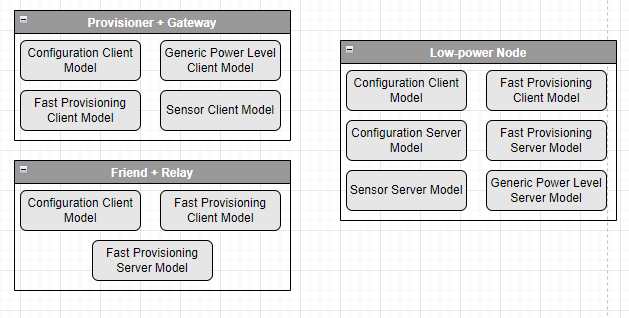 Provisioner + Gateway
Configuration Client
Model
Generic Power Level
Client Model
Fast Provisioning
Client Model
Sensor Client Model
Friend + Relay
Configuration Client
Model
Fast Provisioning
Client Model
Fast Provisioning
Server Model
Low-power Node
Configuration Client
Model
Fast Provisioning
Client Model
Configuration Server
Model
Fast Provisioning
Server Model
Sensor Server Model
Generic Power Level
Server Model